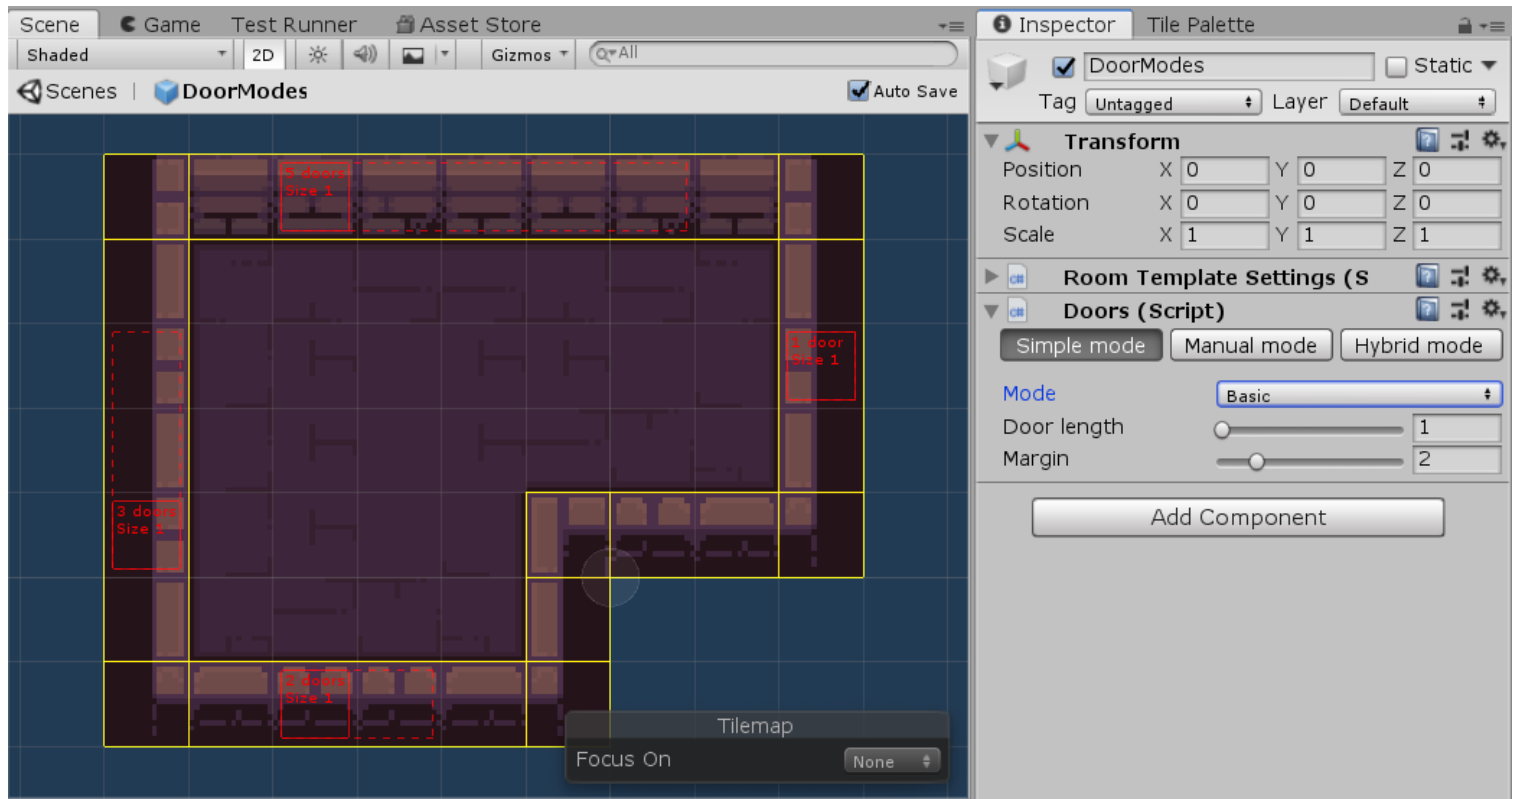 Scene Game Test Runner Asset Store
Shaded 2D Gizmos All
Scenes | DoorModes Auto Save
5 doors
Size 1
1 door
Size 1
3 doors
Size 1
2 doors
Size 1
Tilemap
Focus On None
Inspector Tile Palette
DoorModes Static
Tag Untagged Layer Default
Transform
Position X 0 Y 0 Z 0
Rotation X 0 Y 0 Z 0
Scale X 1 Y 1 Z 1
Room Template Settings (S
Doors (Script)
Simple mode Manual mode Hybrid mode
Mode Basic
Door length 1
Margin 2
Add Component